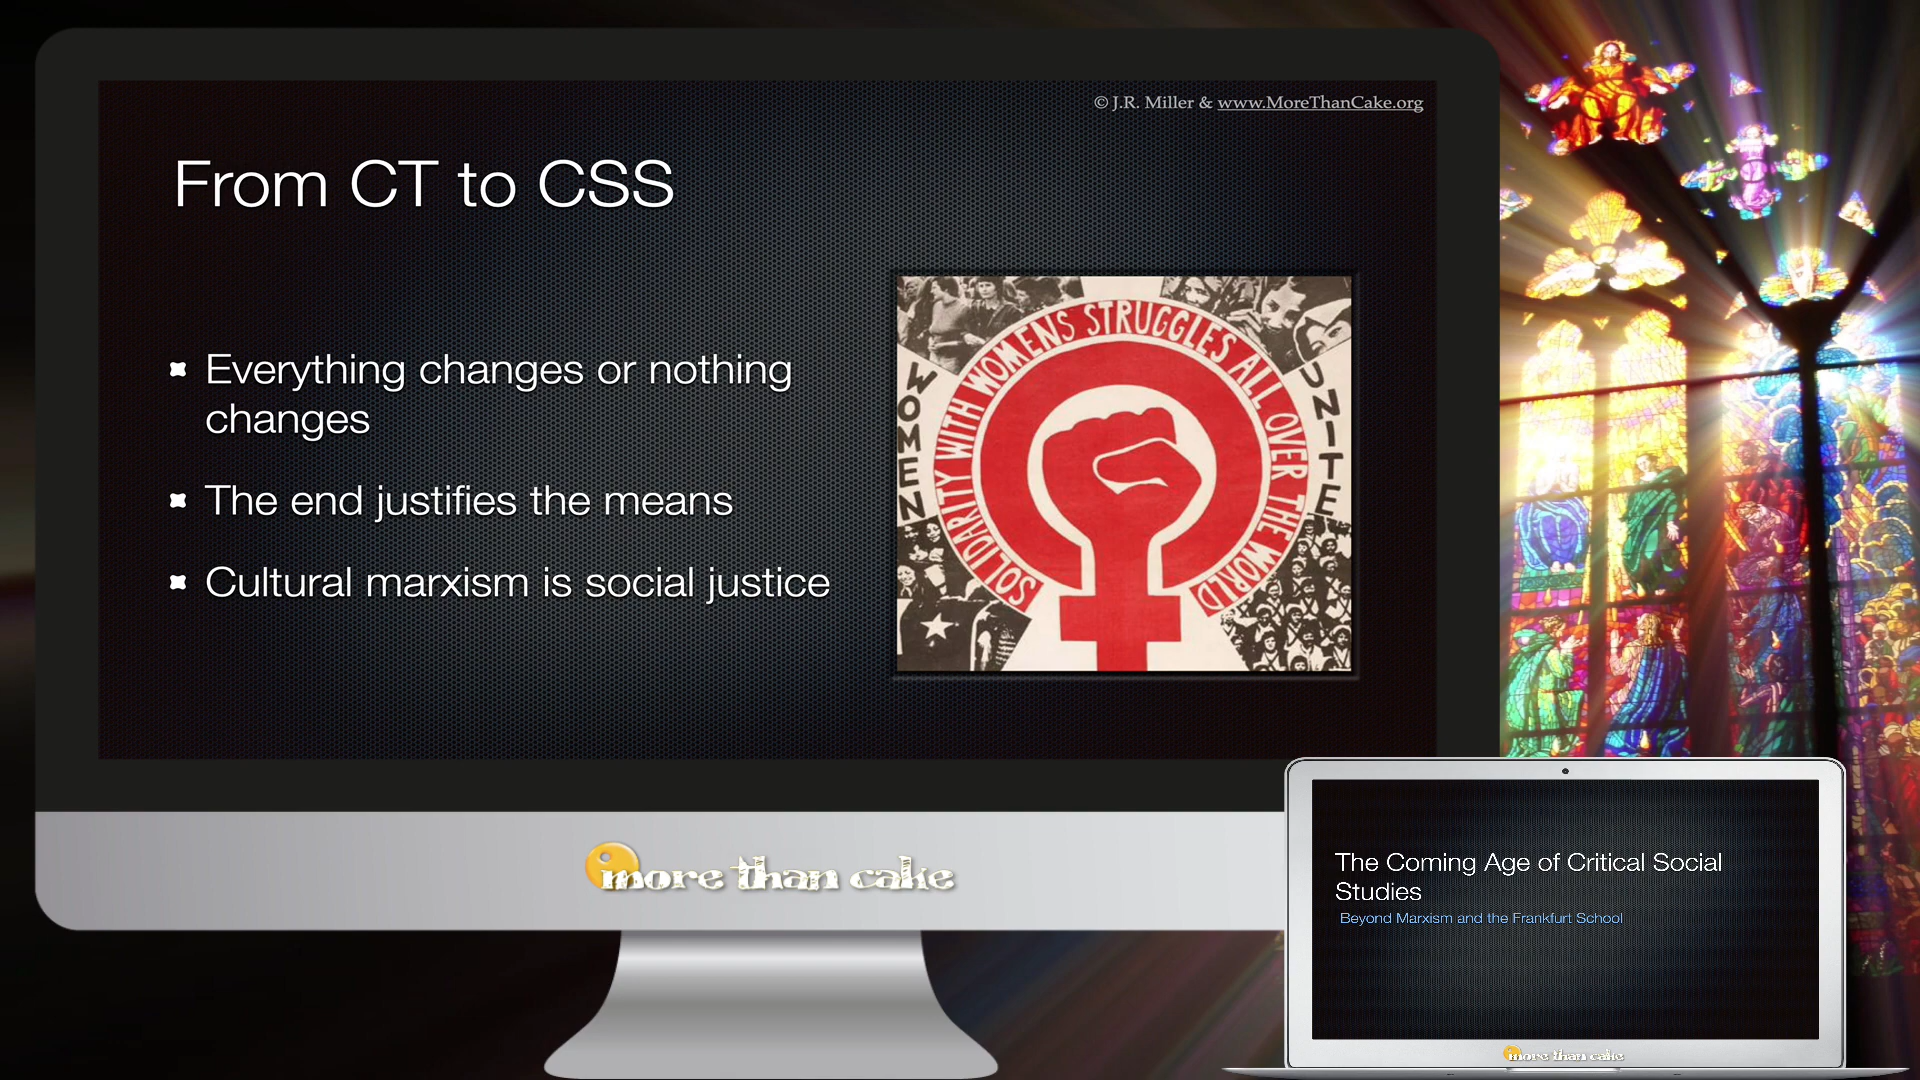 © J.R. Miller & www.MoreThanCake.org
From CT to CSS
Everything changes or nothing
changes
The end justifies the means
Cultural marxism is social justice
SOLIDARITY WITH WOMENS STRUGGLES ALL OVER THE WORLD
WOMEN
UNITE
more than cake
The Coming Age of Critical Social
Studies
Beyond Marxism and the Frankfurt School
more than cake